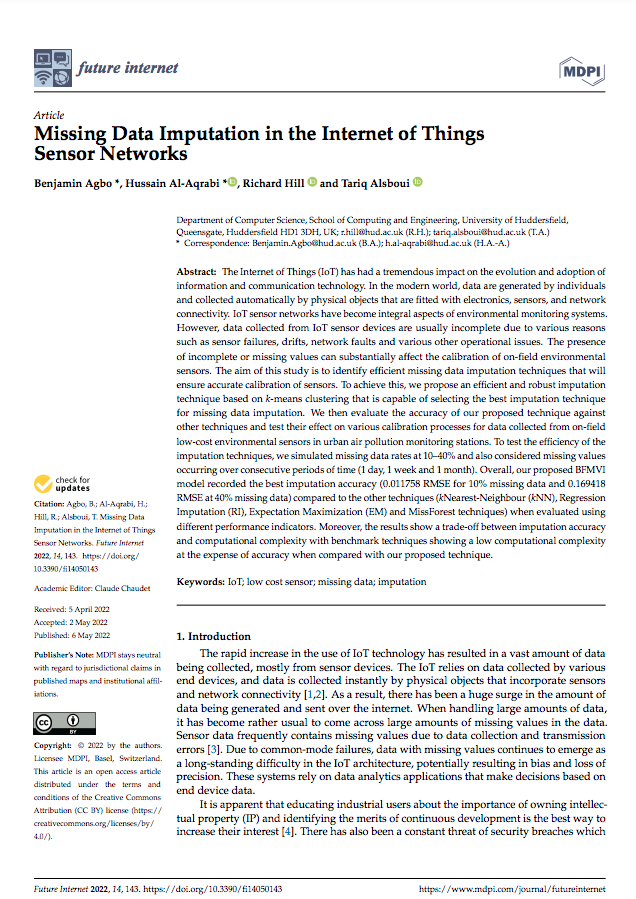 future internet
MDPI
Article
Missing Data Imputation in the Internet of Things
Sensor Networks
Benjamin Agbo *, Hussain Al-Aqrabi *, Richard Hill and Tariq Alsboui
Department of Computer Science, School of Computing and Engineering, University of Huddersfield,
Queensgate, Huddersfield HD1 3DH, UK; r.hill@hud.ac.uk (R.H.); tariq.alsboui@hud.ac.uk (T.A.)
* Correspondence: Benjamin.Agbo@hud.ac.uk (B.A.); h.al-aqrabi@hud.ac.uk (H.A.-A.)
Abstract: The Internet of Things (IoT) has had a tremendous impact on the evolution and adoption of
information and communication technology. In the modern world, data are generated by individuals
and collected automatically by physical objects that are fitted with electronics, sensors, and network
connectivity. IoT sensor networks have become integral aspects of environmental monitoring systems.
However, data collected from IoT sensor devices are usually incomplete due to various reasons
such as sensor failures, drifts, network faults and various other operational issues. The presence
of incomplete or missing values can substantially affect the calibration of on-field environmental
sensors. The aim of this study is to identify efficient missing data imputation techniques that will
ensure accurate calibration of sensors. To achieve this, we propose an efficient and robust imputation
technique based on k-means clustering that is capable of selecting the best imputation technique
for missing data imputation. We then evaluate the accuracy of our proposed technique against
other techniques and test their effect on various calibration processes for data collected from on-field
low-cost environmental sensors in urban air pollution monitoring stations. To test the efficiency of the
imputation techniques, we simulated missing data rates at 10–40% and also considered missing values
occurring over consecutive periods of time (1 day, 1 week and 1 month). Overall, our proposed BFMVI
model recorded the best imputation accuracy (0.011758 RMSE for 10% missing data and 0.169418
RMSE at 40% missing data) compared to the other techniques (kNearest-Neighbour (kNN), Regression
Imputation (RI), Expectation Maximization (EM) and MissForest techniques) when evaluated using
different performance indicators. Moreover, the results show a trade-off between imputation accuracy
and computational complexity with benchmark techniques showing a low computational complexity
at the expense of accuracy when compared with our proposed technique.
Keywords: IoT; low cost sensor; missing data; imputation
check for
updates
Citation: Agbo, B.; Al-Aqrabi, H.;
Hill, R.; Alsboui, T. Missing Data
Imputation in the Internet of Things
Sensor Networks. Future Internet
2022, 14, 143. https://doi.org/
10.3390/fi14050143
Academic Editor: Claude Chaudet
Received: 5 April 2022
Accepted: 2 May 2022
Published: 6 May 2022
Publisher's Note: MDPI stays neutral
with regard to jurisdictional claims in
published maps and institutional affil-
iations.
CC BY
Copyright: © 2022 by the authors.
Licensee MDPI, Basel, Switzerland.
This article is an open access article
distributed under the terms and
conditions of the Creative Commons
Attribution (CC BY) license (https://
creativecommons.org/licenses/by/
4.0/).
1. Introduction
The rapid increase in the use of IoT technology has resulted in a vast amount of data
being collected, mostly from sensor devices. The IoT relies on data collected by various
end devices, and data is collected instantly by physical objects that incorporate sensors
and network connectivity [1,2]. As a result, there has been a huge surge in the amount of
data being generated and sent over the internet. When handling large amounts of data,
it has become rather usual to come across large amounts of missing values in the data.
Sensor data frequently contains missing values due to data collection and transmission
errors [3]. Due to common-mode failures, data with missing values continues to emerge as
a long-standing difficulty in the IoT architecture, potentially resulting in bias and loss of
precision. These systems rely on data analytics applications that make decisions based on
end device data.
It is apparent that educating industrial users about the importance of owning intellec-
tual property (IP) and identifying the merits of continuous development is the best way to
increase their interest [4]. There has also been a constant threat of security breaches which
Future Internet 2022, 14, 143. https://doi.org/10.3390/fi14050143
https://www.mdpi.com/journal/futureinternet